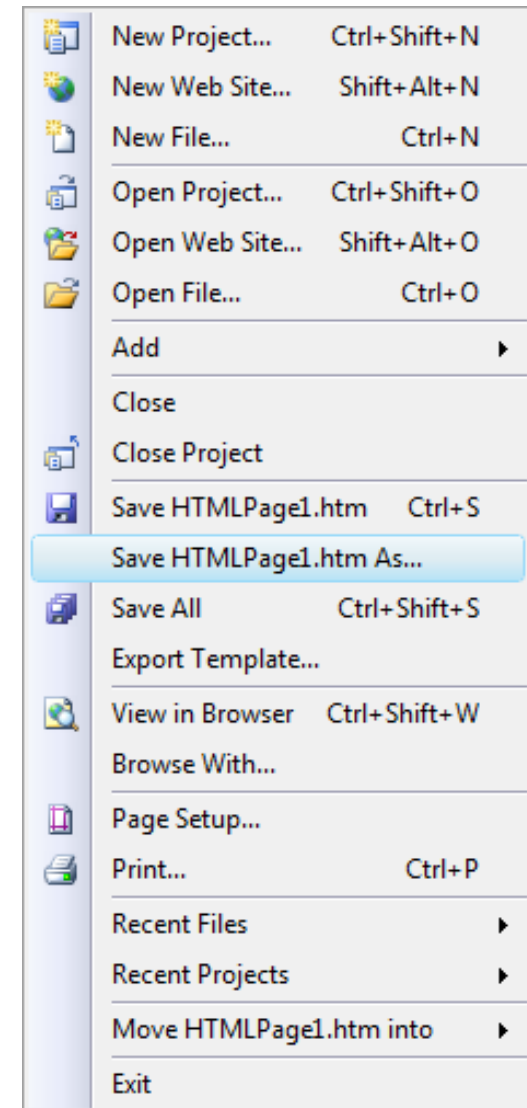 New Project... Ctrl+Shift+N
New Web Site... Shift+Alt+N
New File... Ctrl+N
Open Project... Ctrl+Shift+O
Open Web Site... Shift+Alt+O
Open File... Ctrl+O
Add
Close
Close Project
Save HTMLPage1.htm Ctrl+S
Save HTMLPage1.htm As...
Save All Ctrl+Shift+S
Export Template...
View in Browser Ctrl+Shift+W
Browse With...
Page Setup...
Print... Ctrl+P
Recent Files
Recent Projects
Move HTMLPage1.htm into
Exit